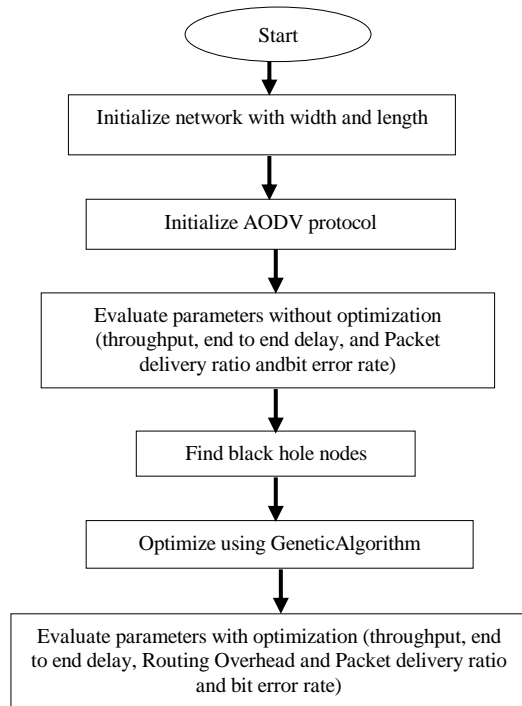 Start
Initialize network with width and length
Initialize AODV protocol
Evaluate parameters without optimization
(throughput, end to end delay, and Packet
delivery ratio andbit error rate)
Find black hole nodes
Optimize using GeneticAlgorithm
Evaluate parameters with optimization (throughput, end
to end delay, Routing Overhead and Packet delivery ratio
and bit error rate)